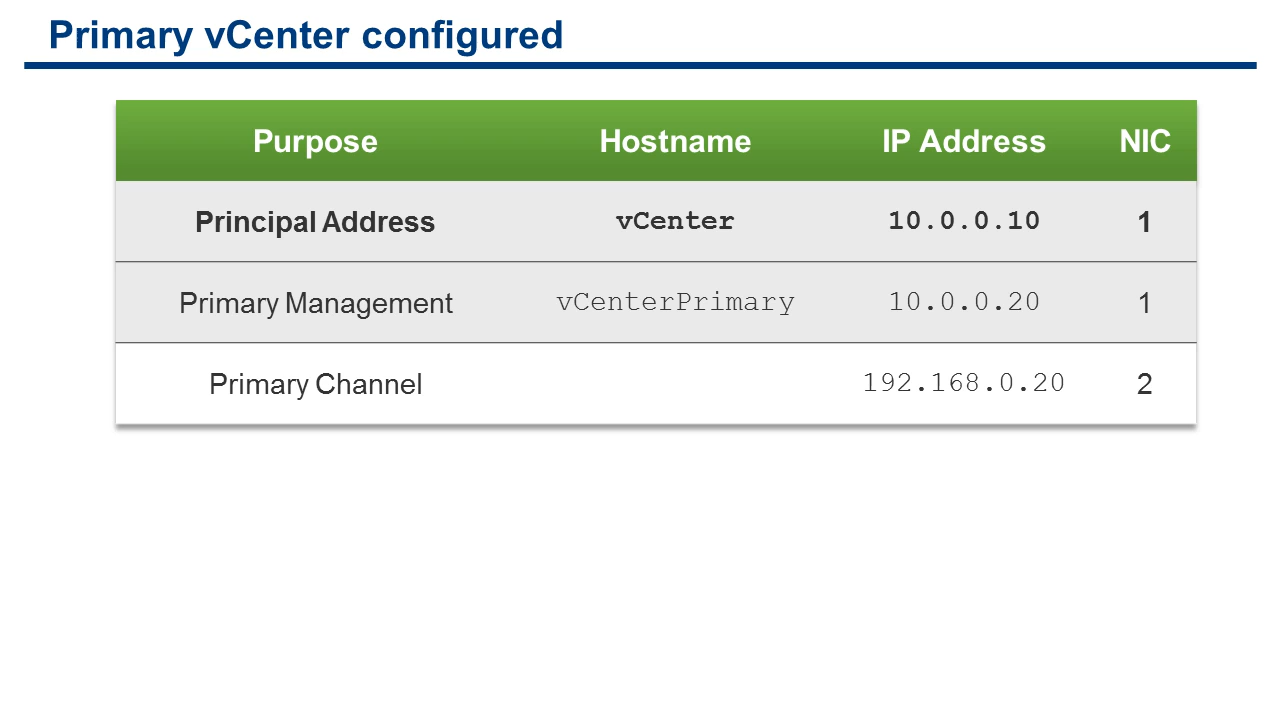 Primary vCenter configured
Purpose Hostname IP Address NIC
Principal Address vCenter 10.0.0.10 1
Primary Management vCenterPrimary 10.0.0.20 1
Primary Channel 192.168.0.20 2